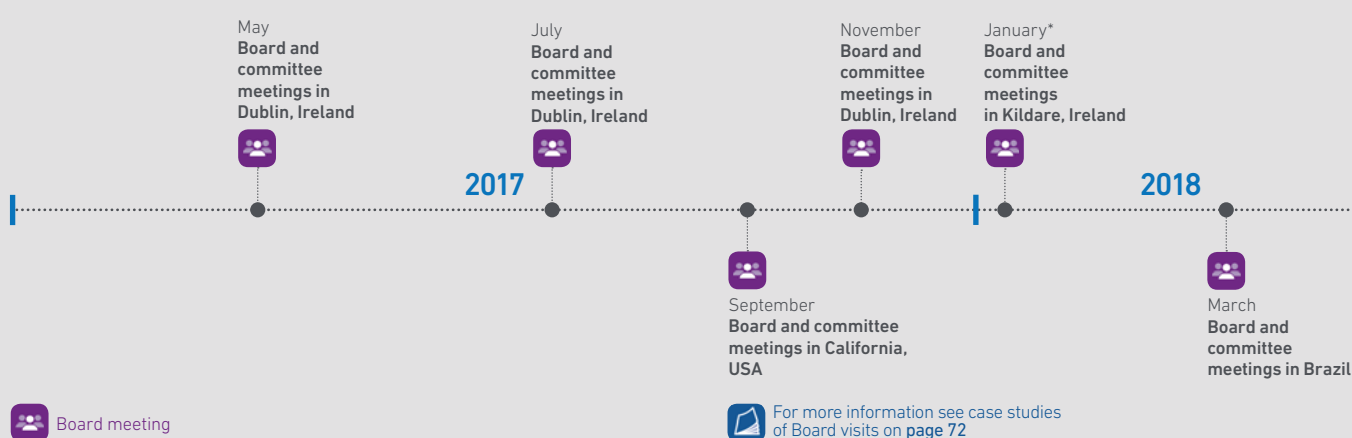 May
Board and
committee
meetings in
Dublin, Ireland
July
Board and
committee
meetings in
Dublin, Ireland
November
Board and
committee
meetings in
Dublin, Ireland
January*
Board and
committee
meetings
in Kildare, Ireland
2017
2018
September
Board and committee
meetings in California,
USA
March
Board and
committee
meetings in Brazil
Board meeting
For more information see case studies
of Board visits on page 72